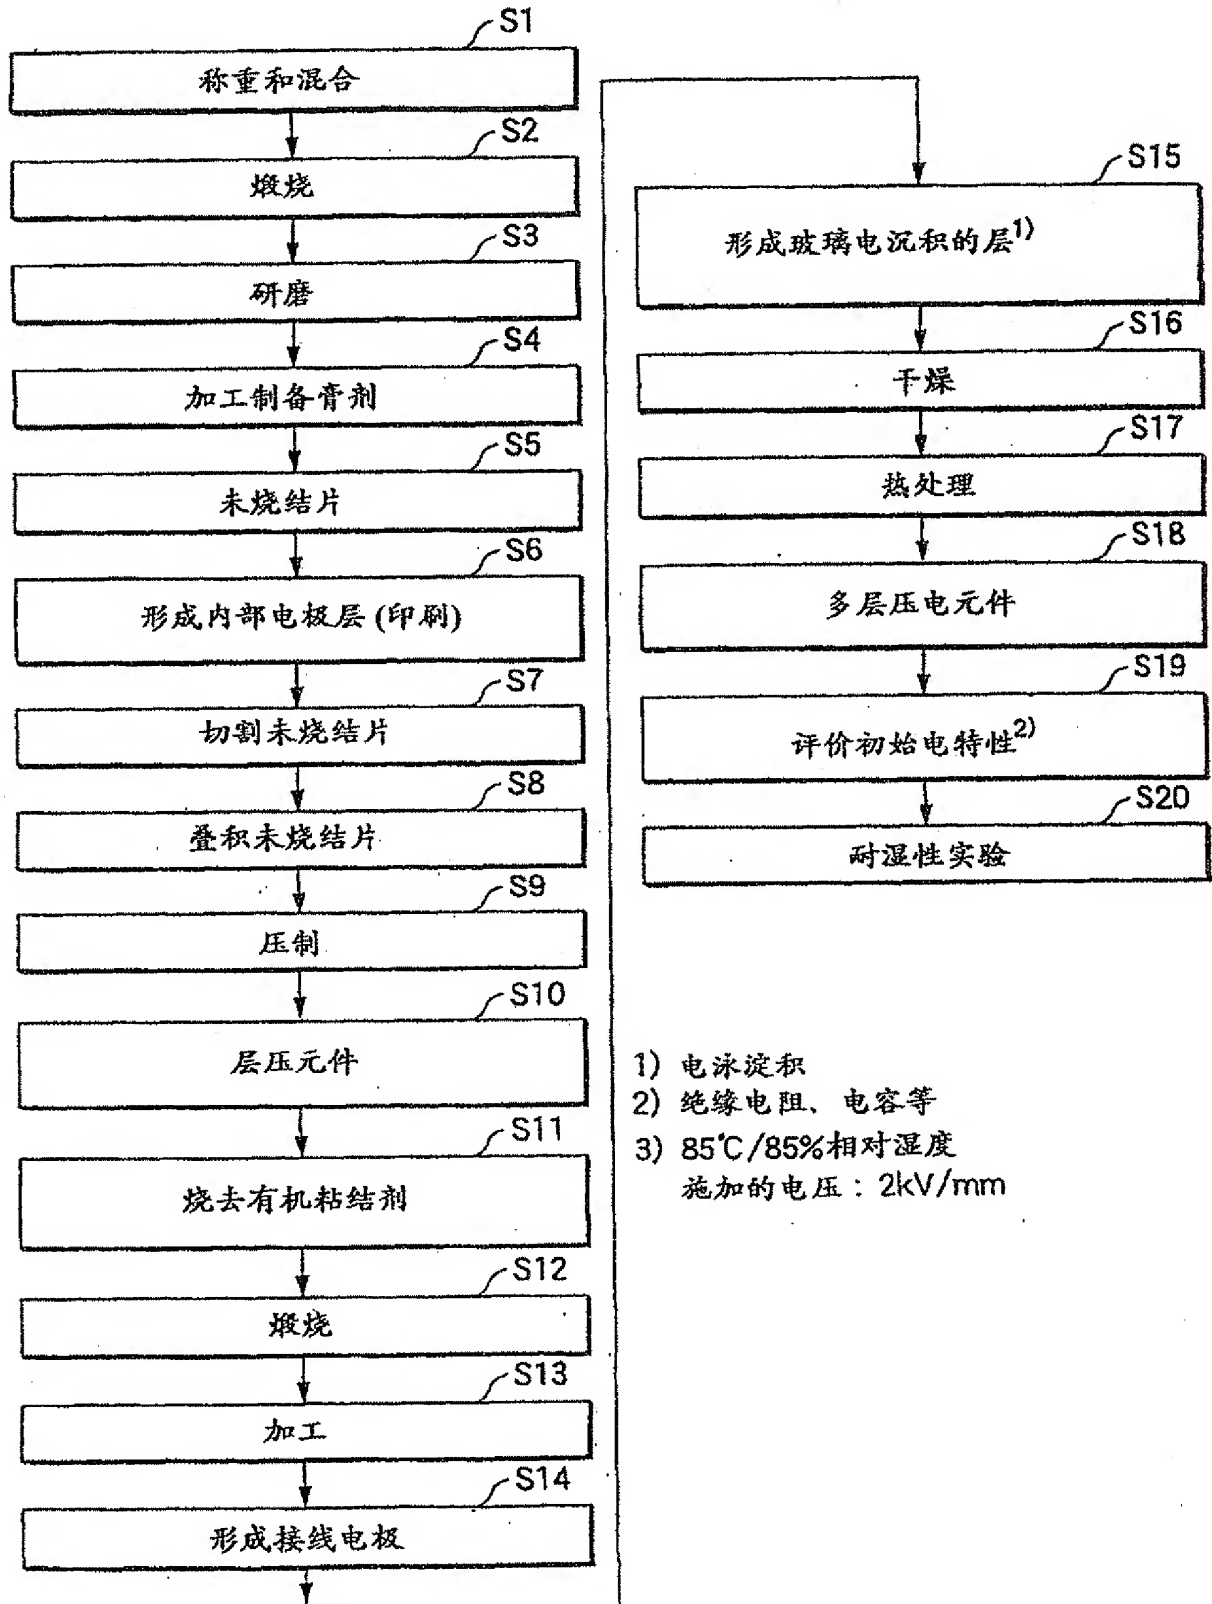 S1
称重和混合
S2
煅烧
S3
研磨
S4
加工制备膏剂
S5
未烧结片
S6
形成内部电极层(印刷)
S7
切割未烧结片
S8
叠积未烧结片
S9
压制
S10
层压元件
S11
烧去有机粘结剂
S12
煅烧
S13
加工
S14
形成接线电极
S15
形成玻璃电沉积的层1)
S16
干燥
S17
热处理
S18
多层压电元件
S19
评价初始电特性2)
S20
耐湿性实验
1) 电泳淀积
2) 绝缘电阻、电容等
3) 85℃/85%相对湿度
施加的电压：2kV/mm